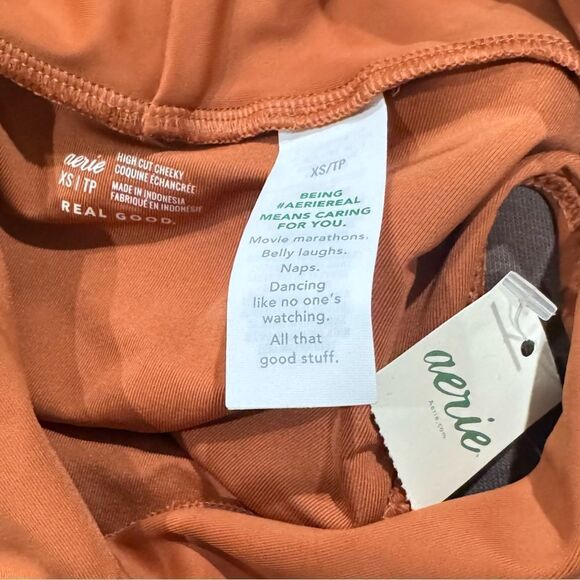 aerie
XS | TP
HIGH CUT CHEEKY
COQUINE ÉCHANCRÉE
MADE IN INDONESIA
FABRIQUÉ EN INDONÉSIE
REAL GOOD.
XS/TP
BEING
#AERIEREAL
MEANS CARING
FOR YOU.
Movie marathons.
Belly laughs.
Naps.
Dancing
like no one's
watching.
All that
good stuff.
aerie
Aerie.com